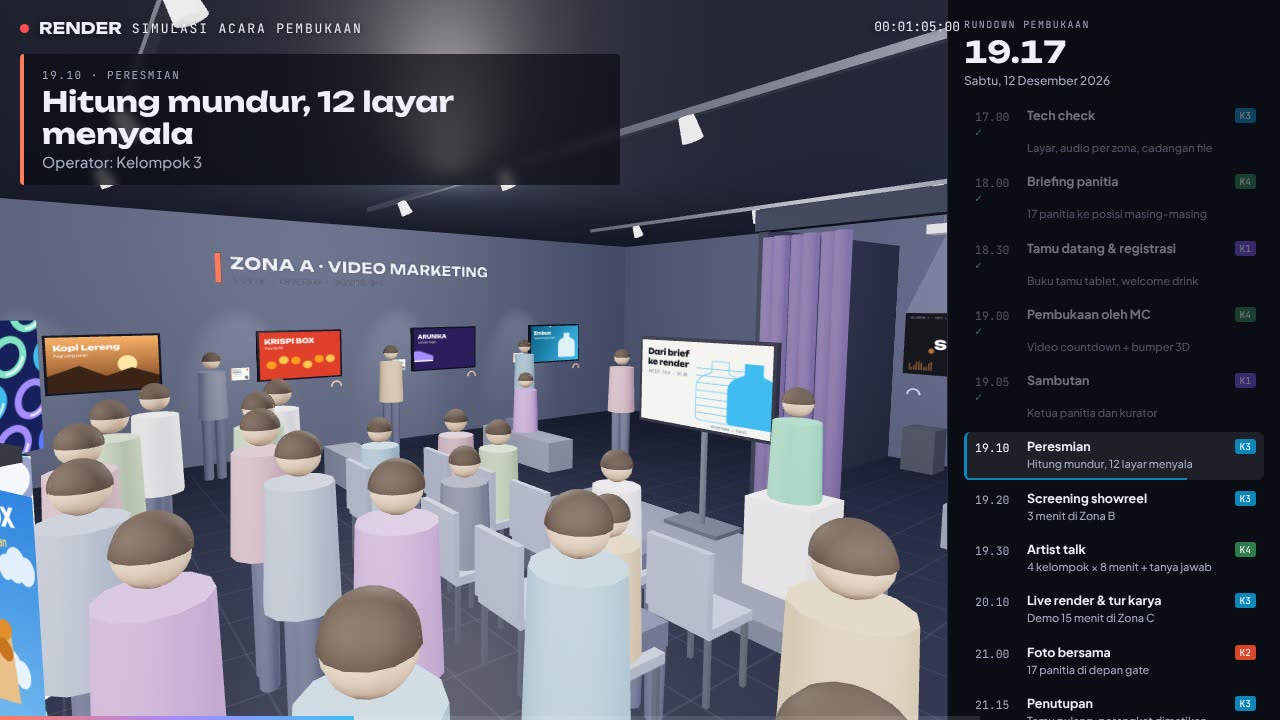 RENDER SIMULASI ACARA PEMBUKAAN
00:01:05:00
19.10 · PERESMIAN
Hitung mundur, 12 layar
menyala
Operator: Kelompok 3
ZONA A · VIDEO MARKETING
Kopi Lereng
KRISPI BOX
ARUNIKA
Embun
Dari brief
ke render
RUNDOWN PEMBUKAAN
19.17
Sabtu, 12 Desember 2026
17.00 Tech check K3
✓
Layar, audio per zona, cadangan file
18.00 Briefing panitia K4
✓
17 panitia ke posisi masing-masing
18.30 Tamu datang & registrasi K1
✓
Buku tamu tablet, welcome drink
19.00 Pembukaan oleh MC K4
✓
Video countdown + bumper 3D
19.05 Sambutan K1
✓
Ketua panitia dan kurator
19.10 Peresmian K3
Hitung mundur, 12 layar menyala
19.20 Screening showreel K3
3 menit di Zona B
19.30 Artist talk K4
4 kelompok × 8 menit + tanya jawab
20.10 Live render & tur karya K3
Demo 15 menit di Zona C
21.00 Foto bersama K2
17 panitia di depan gate
21.15 Penutupan K3